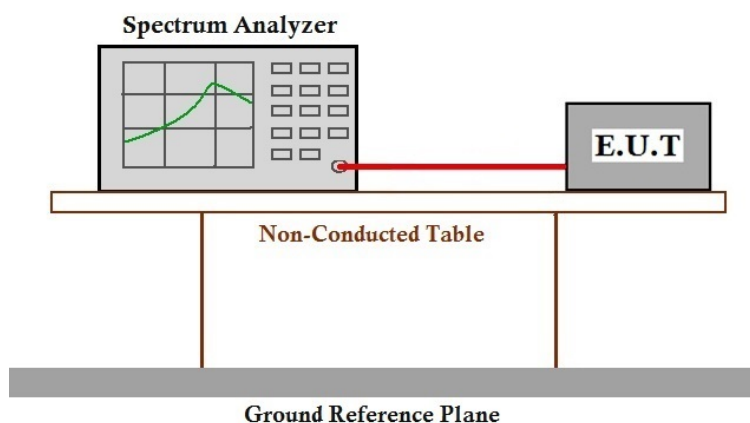 Spectrum Analyzer
E.U.T
Non-Conducted Table
Ground Reference Plane